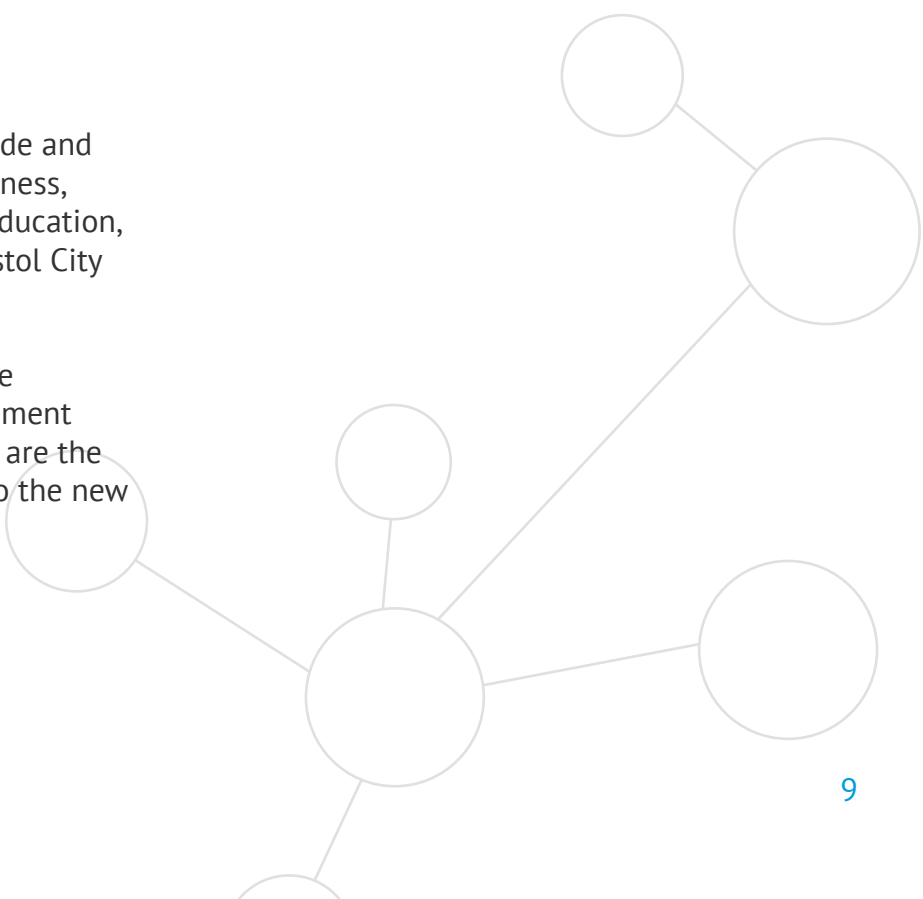 de and
ness,
ducation,
stol City
e
ment
are the
o the new
9